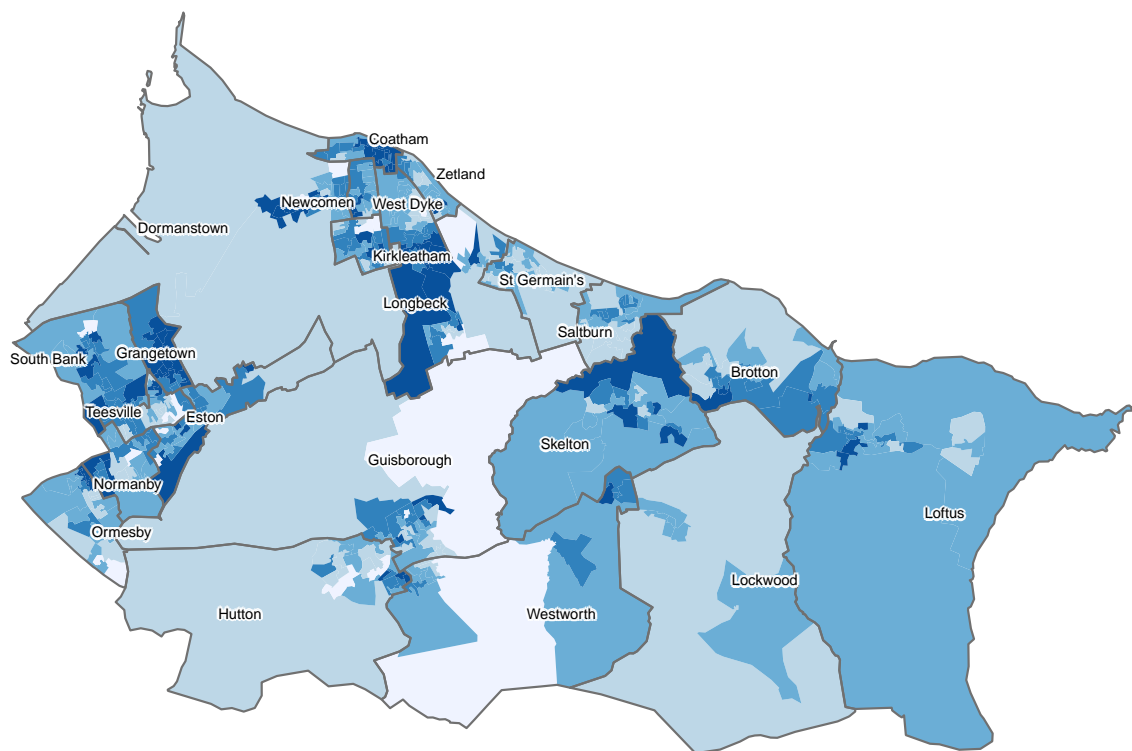 Coatham
Zetland
Newcomen
West Dyke
Dormanstown
Kirkleatham
St Germain's
Longbeck
Saltburn
South Bank
Grangetown
Brotton
Teesville
Eston
Skelton
Guisborough
Normanby
Loftus
Ormesby
Lockwood
Hutton
Westworth